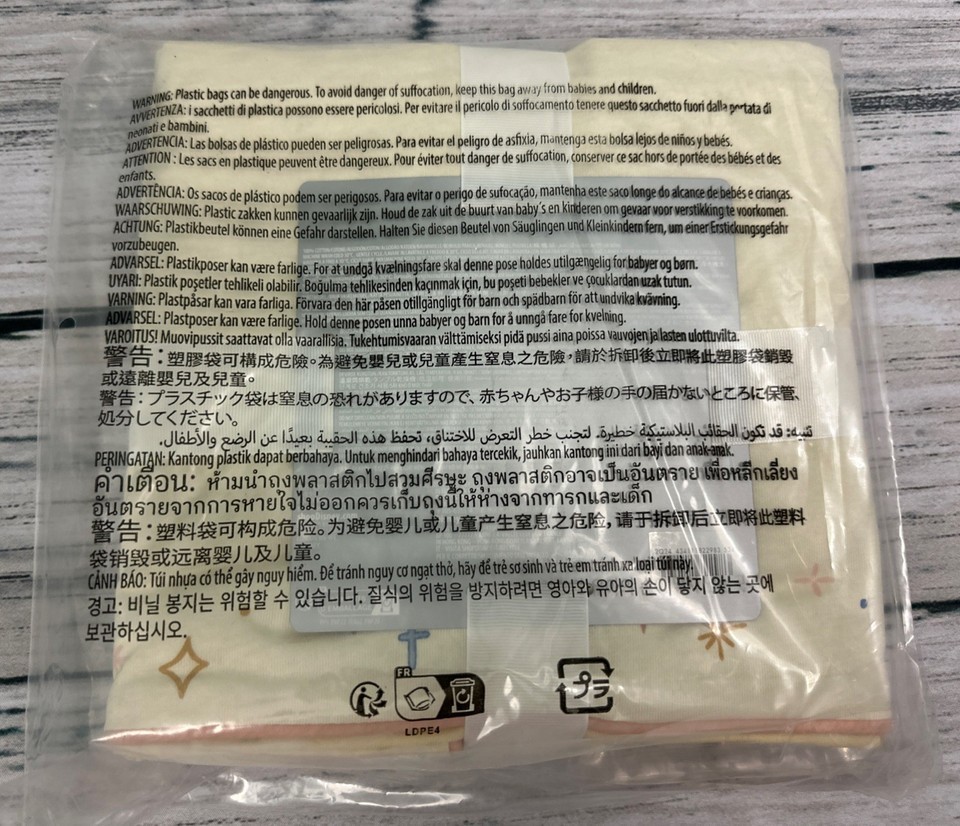 WARNING: Plastic bags can be dangerous. To avoid danger of suffocation, keep this bag away from babies and children.
AVVERTENZA: i sacchetti di plastica possono essere pericolosi. Per evitare il pericolo di soffocamento tenere questo sacchetto fuori dalla portata di
neonati e bambini.
ADVERTENCIA: Las bolsas de plástico pueden ser peligrosas. Para evitar el peligro de asfixia, mantenga esta bolsa lejos de niños y bebés.
ATTENTION : Les sacs en plastique peuvent être dangereux. Pour éviter tout danger de suffocation, conserver ce sac hors de portée des bébés et des
enfants.
ADVERTÊNCIA: Os sacos de plástico podem ser perigosos. Para evitar o perigo de sufocação, mantenha este saco longo do alcance de bebés e crianças.
WAARSCHUWING: Plastic zakken kunnen gevaarlijk zijn. Houd de zak uit de buurt van baby's en kinderen om gevaar voor verstikking te voorkomen.
ACHTUNG: Plastikbeutel können eine Gefahr darstellen. Halten Sie diesen Beutel von Säuglingen und Kleinkindern fern, um einer Erstickungsgefahr
vorzubeugen.
ADVARSEL: Plastikposer kan være farlige. For at undgå kvælningsfare skal denne pose holdes utilgængelig for babyer og børn.
UYARI: Plastik poşetler tehlikeli olabilir. Boğulma tehlikesinden kaçınmak için, bu poşeti bebekler ve çocuklardan uzak tutun.
VARNING: Plastpåsar kan vara farliga. Förvara den här påsen otillgängligt för barn och spädbarn för att undvika kvävning.
ADVARSEL: Plastposer kan være farlige. Hold denne posen unna babyer og barn for å unngå fare for kvelning.
VAROITUS! Muovipussit saattavat olla vaarallisia. Tukehtumisvaaran välttämiseksi pidä pussi aina poissa vauvojen ja lasten ulottuvilta.
警告：塑膠袋可構成危險。為避免嬰兒或兒童產生窒息之危險，請於拆卸後立即將此塑膠袋銷毀
或遠離嬰兒及兒童。
警告：プラスチック袋は窒息の恐れがありますので、赤ちゃんやお子様の手の届かないところに保管、
処分してください。
تنبيه: قد تكون الحقائب البلاستيكية خطيرة. لتجنب خطر التعرض للاختناق، تحفظ هذه الحقيبة بعيدًا عن الرضع والأطفال.
PERINGATAN: Kantong plastik dapat berbahaya. Untuk menghindari bahaya tercekik, jauhkan kantong ini dari bayi dan anak-anak.
คำเตือน: ห้ามนำถุงพลาสติกไปสวมศีรษะ ถุงพลาสติกอาจเป็นอันตราย เพื่อหลีกเลี่ยง
อันตรายจากการหายใจไม่ออกควรเก็บถุงนี้ให้ห่างจากทารกและเด็ก
警告：塑料袋可构成危险。为避免婴儿或儿童产生窒息之危险，请于拆卸后立即将此塑料
袋销毁或远离婴儿及儿童。
CẢNH BÁO: Túi nhựa có thể gây nguy hiểm. Để tránh nguy cơ ngạt thở, hãy để trẻ sơ sinh và trẻ em tránh xa loại túi này.
경고: 비닐 봉지는 위험할 수 있습니다. 질식의 위험을 방지하려면 영아와 유아의 손이 닿지 않는 곳에
보관하십시오.
FR
プラ
LDPE4